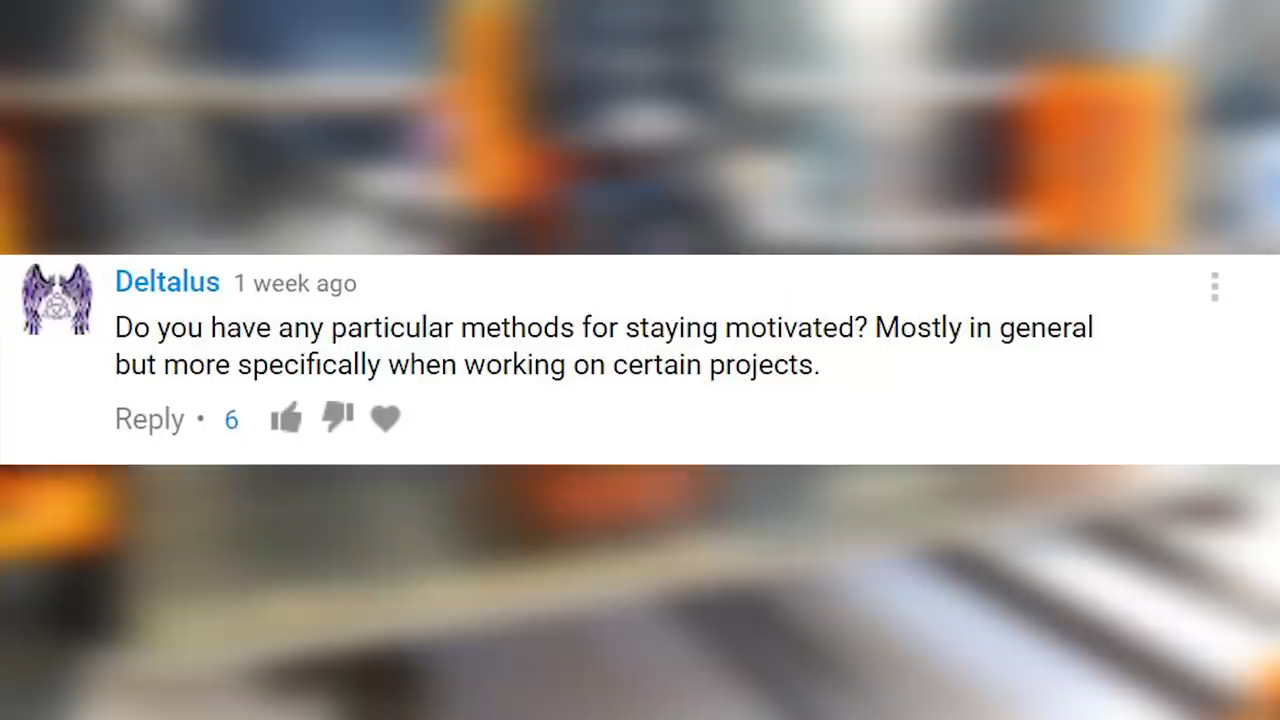 Deltalus 1 week ago
Do you have any particular methods for staying motivated? Mostly in general
but more specifically when working on certain projects.
Reply • 6